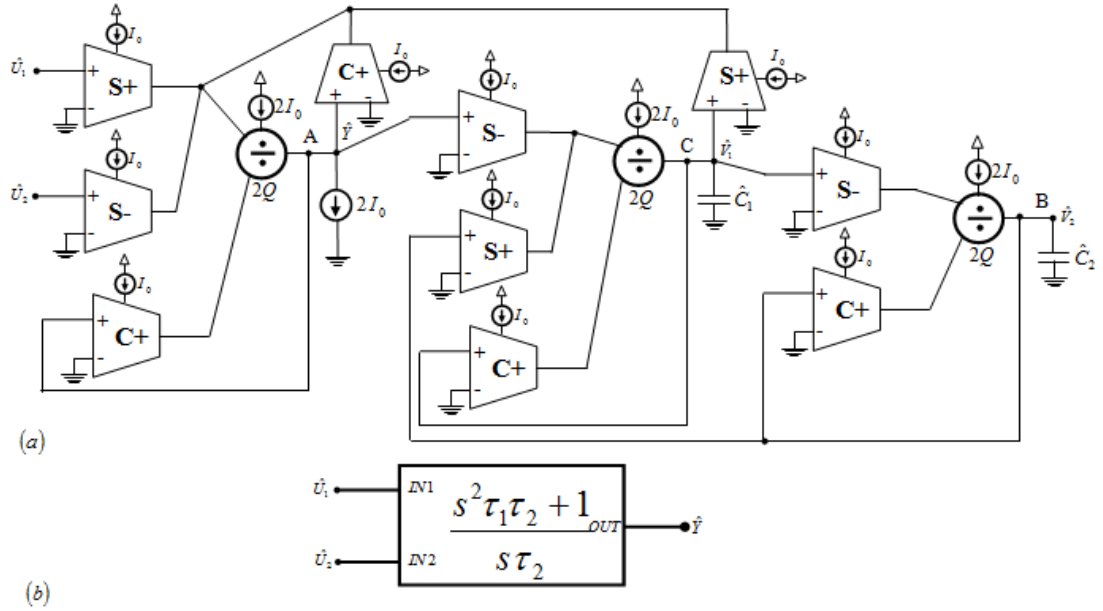 I₀
Û₁
+
S+
-
I₀
Û₂
+
S-
-
I₀
+
C+
-
2I₀
÷
2Q
A
Ŷ
2I₀
C+
+
-
I₀
I₀
+
S-
-
I₀
+
S+
-
I₀
+
C+
-
2I₀
÷
2Q
C
V̂₁
Ĉ₁
S+
+
-
I₀
I₀
+
S-
-
I₀
+
C+
-
2I₀
÷
2Q
B
V̂₂
Ĉ₂
(a)
Û₁
IN1
s²τ₁τ₂ + 1
sτ₂
OUT
Ŷ
Û₂
IN2
(b)